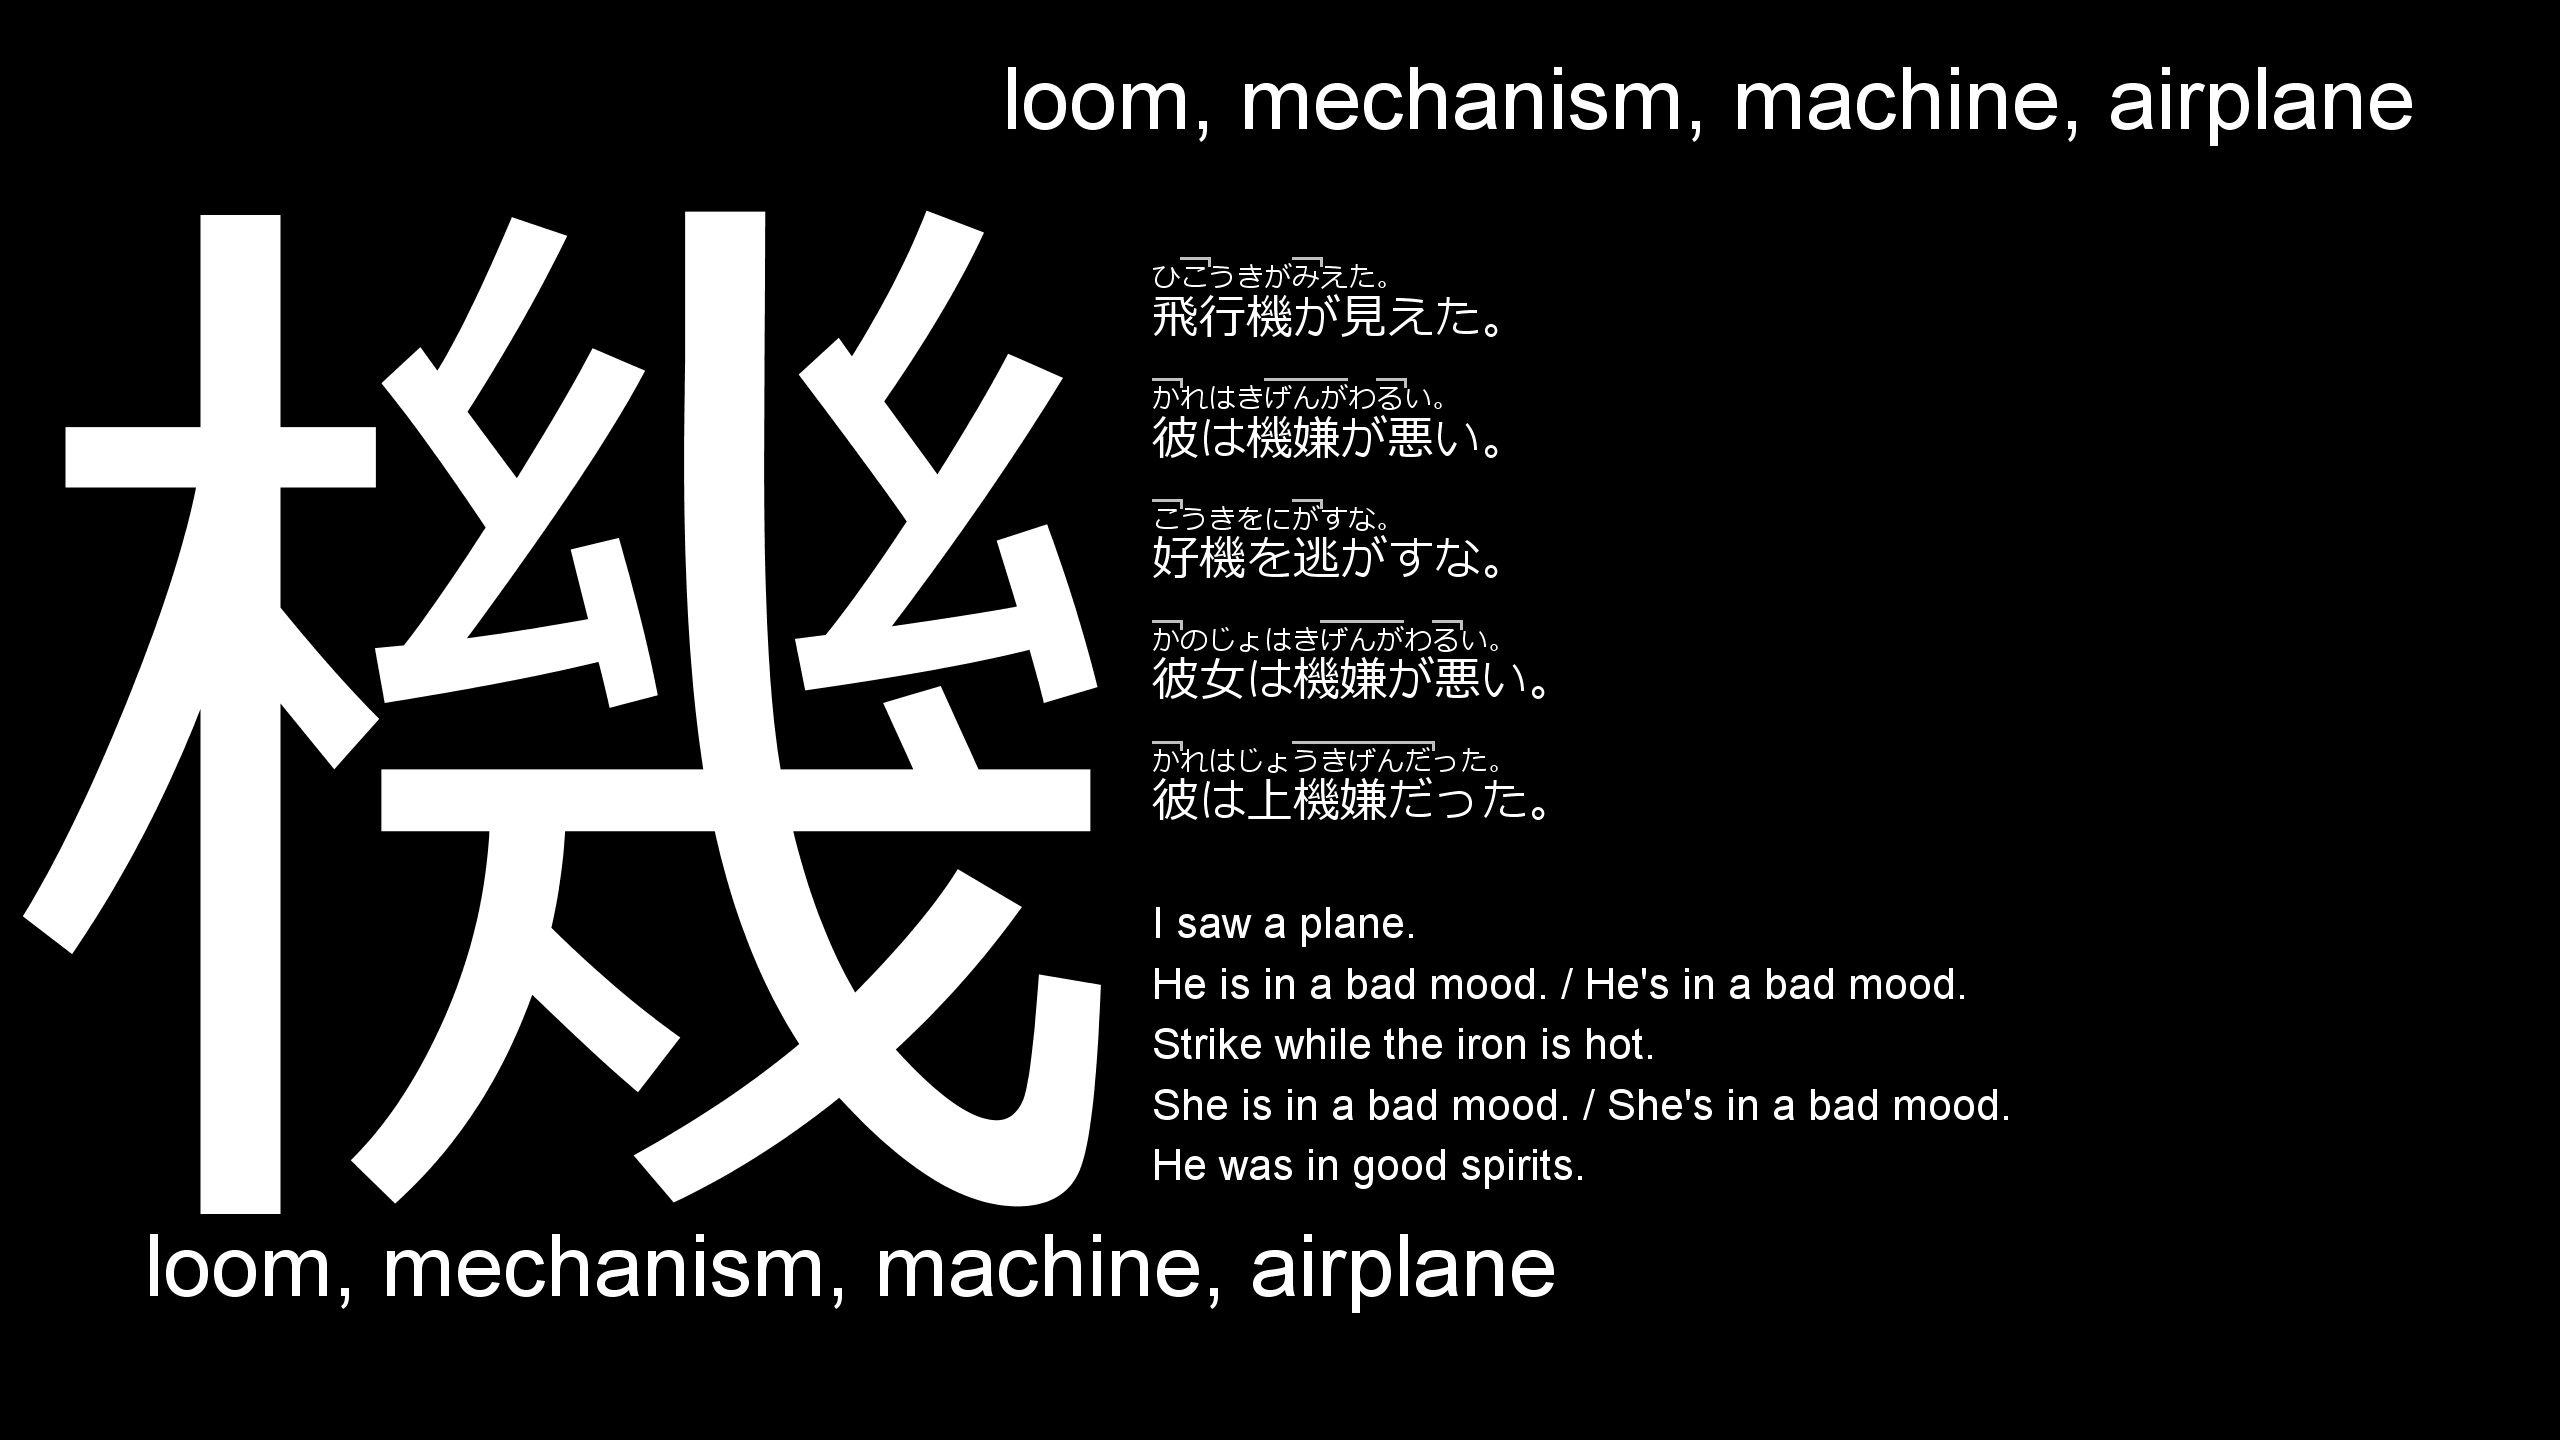 loom, mechanism, machine, airplane
機
ひこうきがみえた。
飛行機が見えた。
かれはきげんがわるい。
彼は機嫌が悪い。
こうきをにがすな。
好機を逃がすな。
かのじょはきげんがわるい。
彼女は機嫌が悪い。
かれはじょうきげんだった。
彼は上機嫌だった。
I saw a plane.
He is in a bad mood. / He's in a bad mood.
Strike while the iron is hot.
She is in a bad mood. / She's in a bad mood.
He was in good spirits.
loom, mechanism, machine, airplane